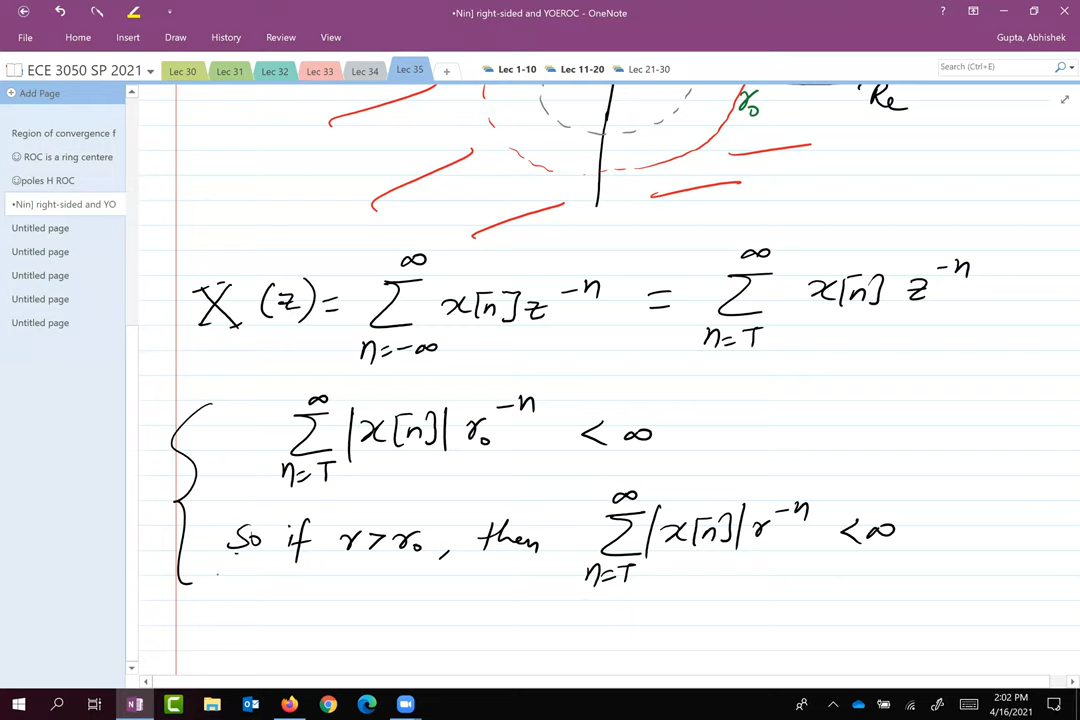 •Nin] right-sided and YOEROC - OneNote
Gupta, Abhishek
File Home Insert Draw History Review View
ECE 3050 SP 2021
Lec 30 Lec 31 Lec 32 Lec 33 Lec 34 Lec 35 + Lec 1-10 Lec 11-20 Lec 21-30
Search (Ctrl+E)
Add Page
Region of convergence f
ROC is a ring centere
poles H ROC
•Nin] right-sided and YO
Untitled page
Untitled page
Untitled page
Untitled page
Untitled page
r₀
Re
X(z) = ∑_{n=-∞}^{∞} x[n] z^{-n} = ∑_{n=T}^{∞} x[n] z^{-n}
∑_{n=T}^{∞} |x[n]| r₀^{-n} < ∞
So if r > r₀, then ∑_{n=T}^{∞} |x[n]| r^{-n} < ∞
2:02 PM
4/16/2021